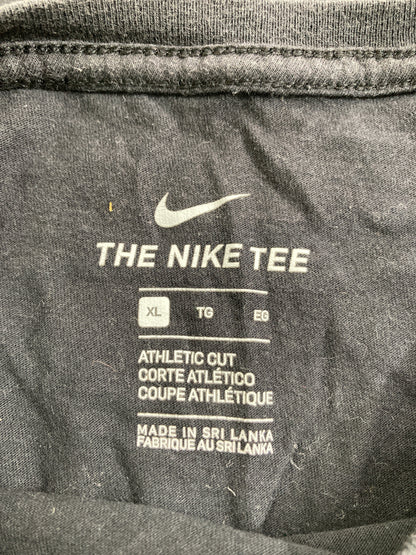 THE NIKE TEE
XL TG EG
ATHLETIC CUT
CORTE ATLÉTICO
COUPE ATHLÉTIQUE
MADE IN SRI LANKA
FABRIQUE AU SRI LANKA